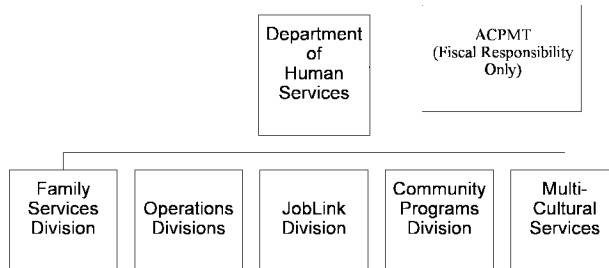 Department
of
Human
Services
ACPMT
(Fiscal Responsibility
Only)
Family
Services
Division
Operations
Divisions
JobLink
Division
Community
Programs
Division
Multi-
Cultural
Services